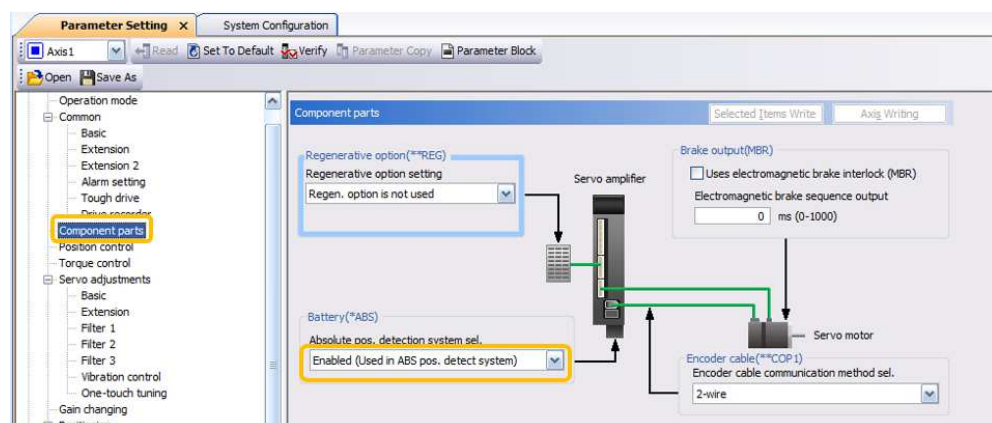 Parameter Setting
System Configuration
Axis1
Read
Set To Default
Verify
Parameter Copy
Parameter Block
Open
Save As
Operation mode
Common
Basic
Extension
Extension 2
Alarm setting
Tough drive
Drive recorder
Component parts
Position control
Torque control
Servo adjustments
Basic
Extension
Filter 1
Filter 2
Filter 3
Vibration control
One-touch tuning
Gain changing
Component parts
Selected Items Write
Axis Writing
Regenerative option(**REG)
Regenerative option setting
Regen. option is not used
Servo amplifier
Brake output(MBR)
Uses electromagnetic brake interlock (MBR)
Electromagnetic brake sequence output
0 ms (0-1000)
Battery(*ABS)
Absolute pos. detection system sel.
Enabled (Used in ABS pos. detect system)
Servo motor
Encoder cable(**COP1)
Encoder cable communication method sel.
2-wire